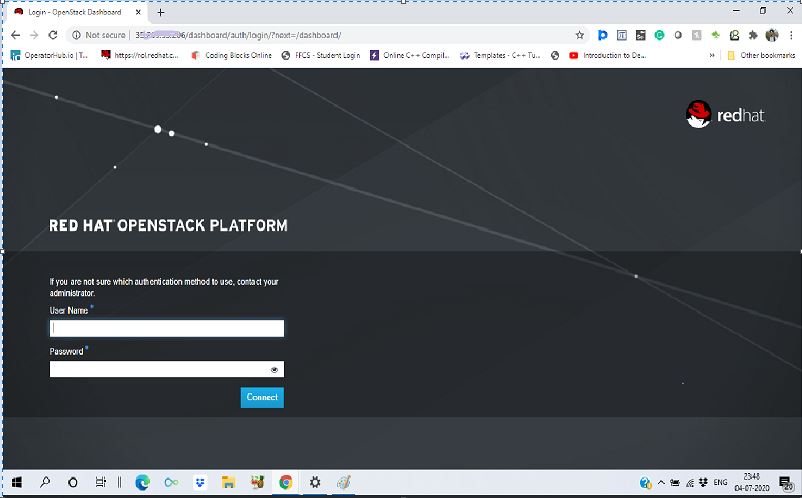 Login - OpenStack Dashboard
Not secure
/dashboard/auth/login/?next=/dashboard/
OperatorHub.io | T...
https://rol.redhat.c...
Coding Blocks Online
FFCS - Student Login
Online C++ Compil...
Templates - C++ Tu...
Introduction to De...
Other bookmarks
redhat
RED HAT OPENSTACK PLATFORM
If you are not sure which authentication method to use, contact your
administrator.
User Name *
Password *
Connect
ENG
23:48
04-07-2020
20